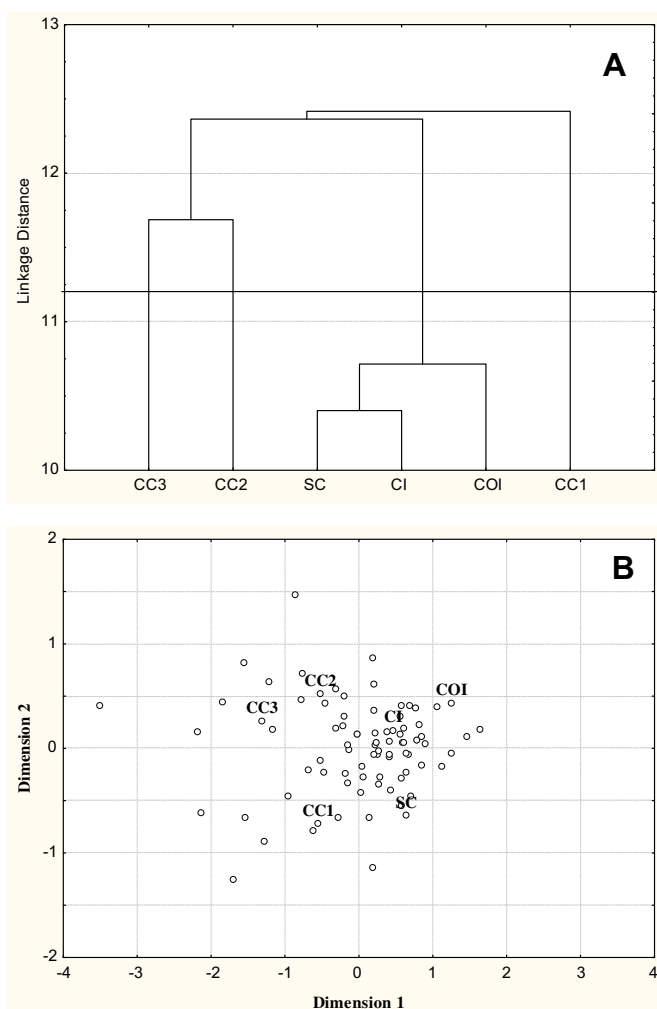 13
A
12
Linkage Distance
11
10
CC3 CC2 SC CI COI CC1
2
B
CC2
1
COI
CC3
CI
Dimension 2
0
SC
CC1
-1
-2
-4 -3 -2 -1 0 1 2 3 4
Dimension 1